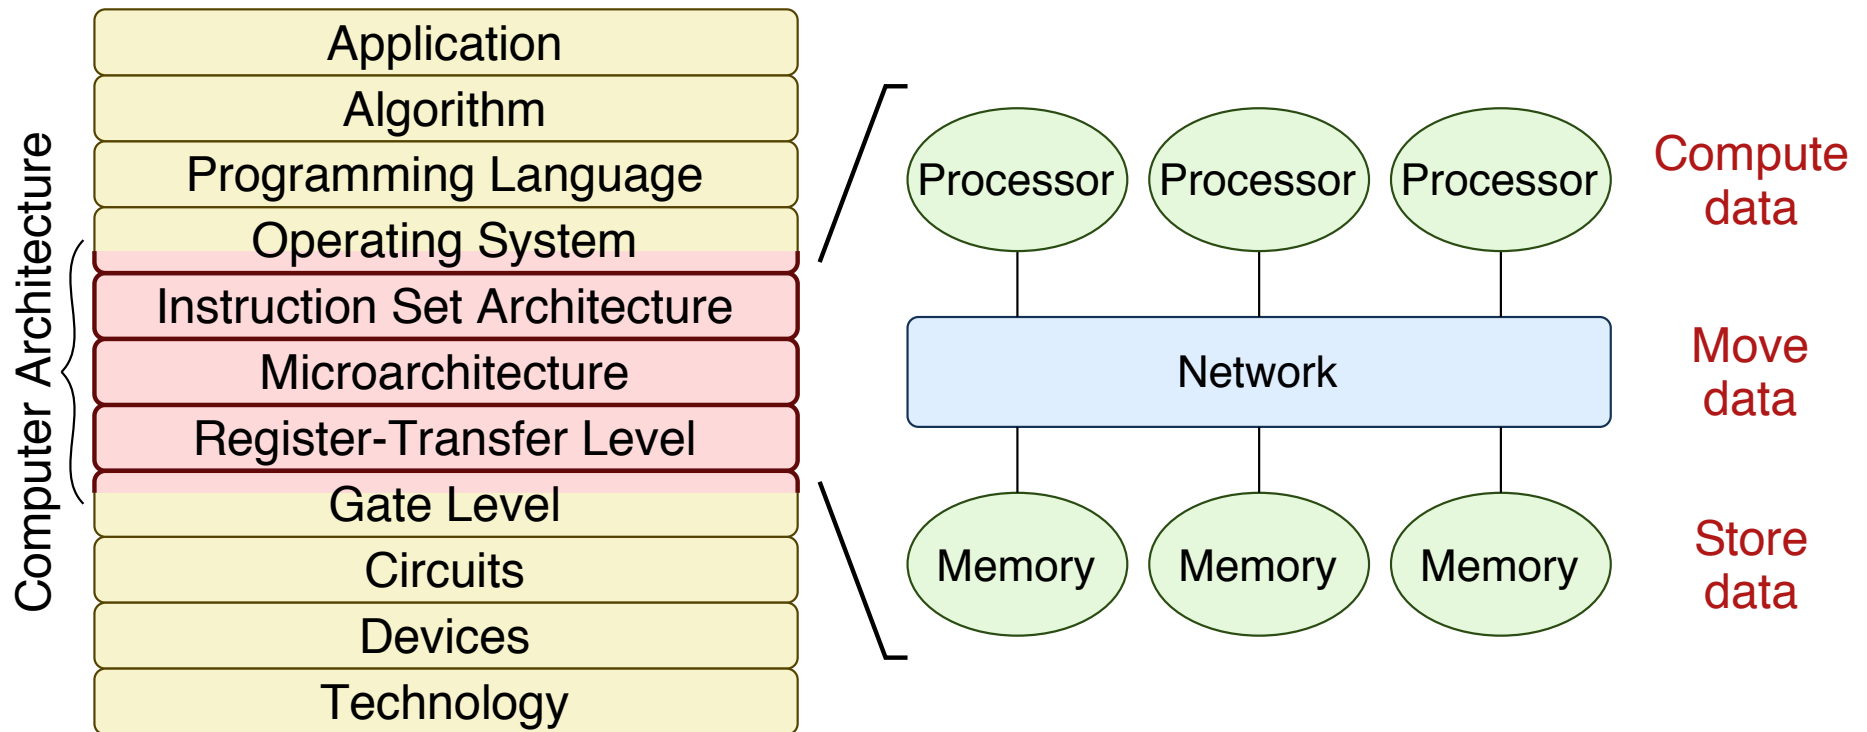 Computer Architecture
Application
Algorithm
Programming Language
Operating System
Instruction Set Architecture
Microarchitecture
Register-Transfer Level
Gate Level
Circuits
Devices
Technology
Processor
Processor
Processor
Compute
data
Network
Move
data
Memory
Memory
Memory
Store
data